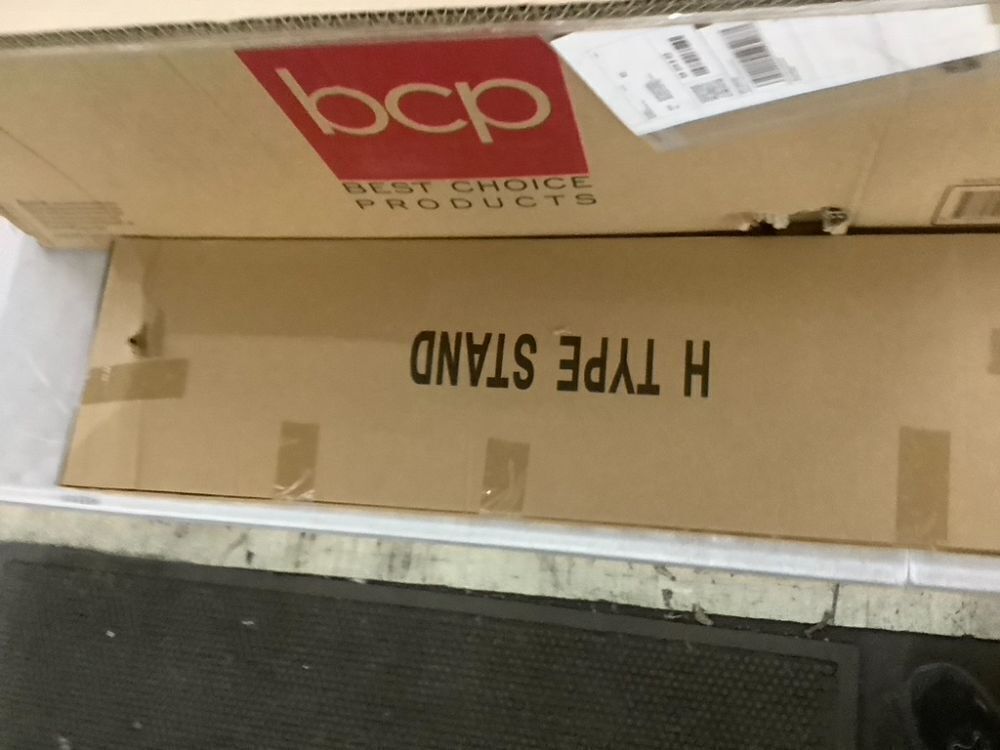 bcp
BEST CHOICE
PRODUCTS
H TYPE STAND